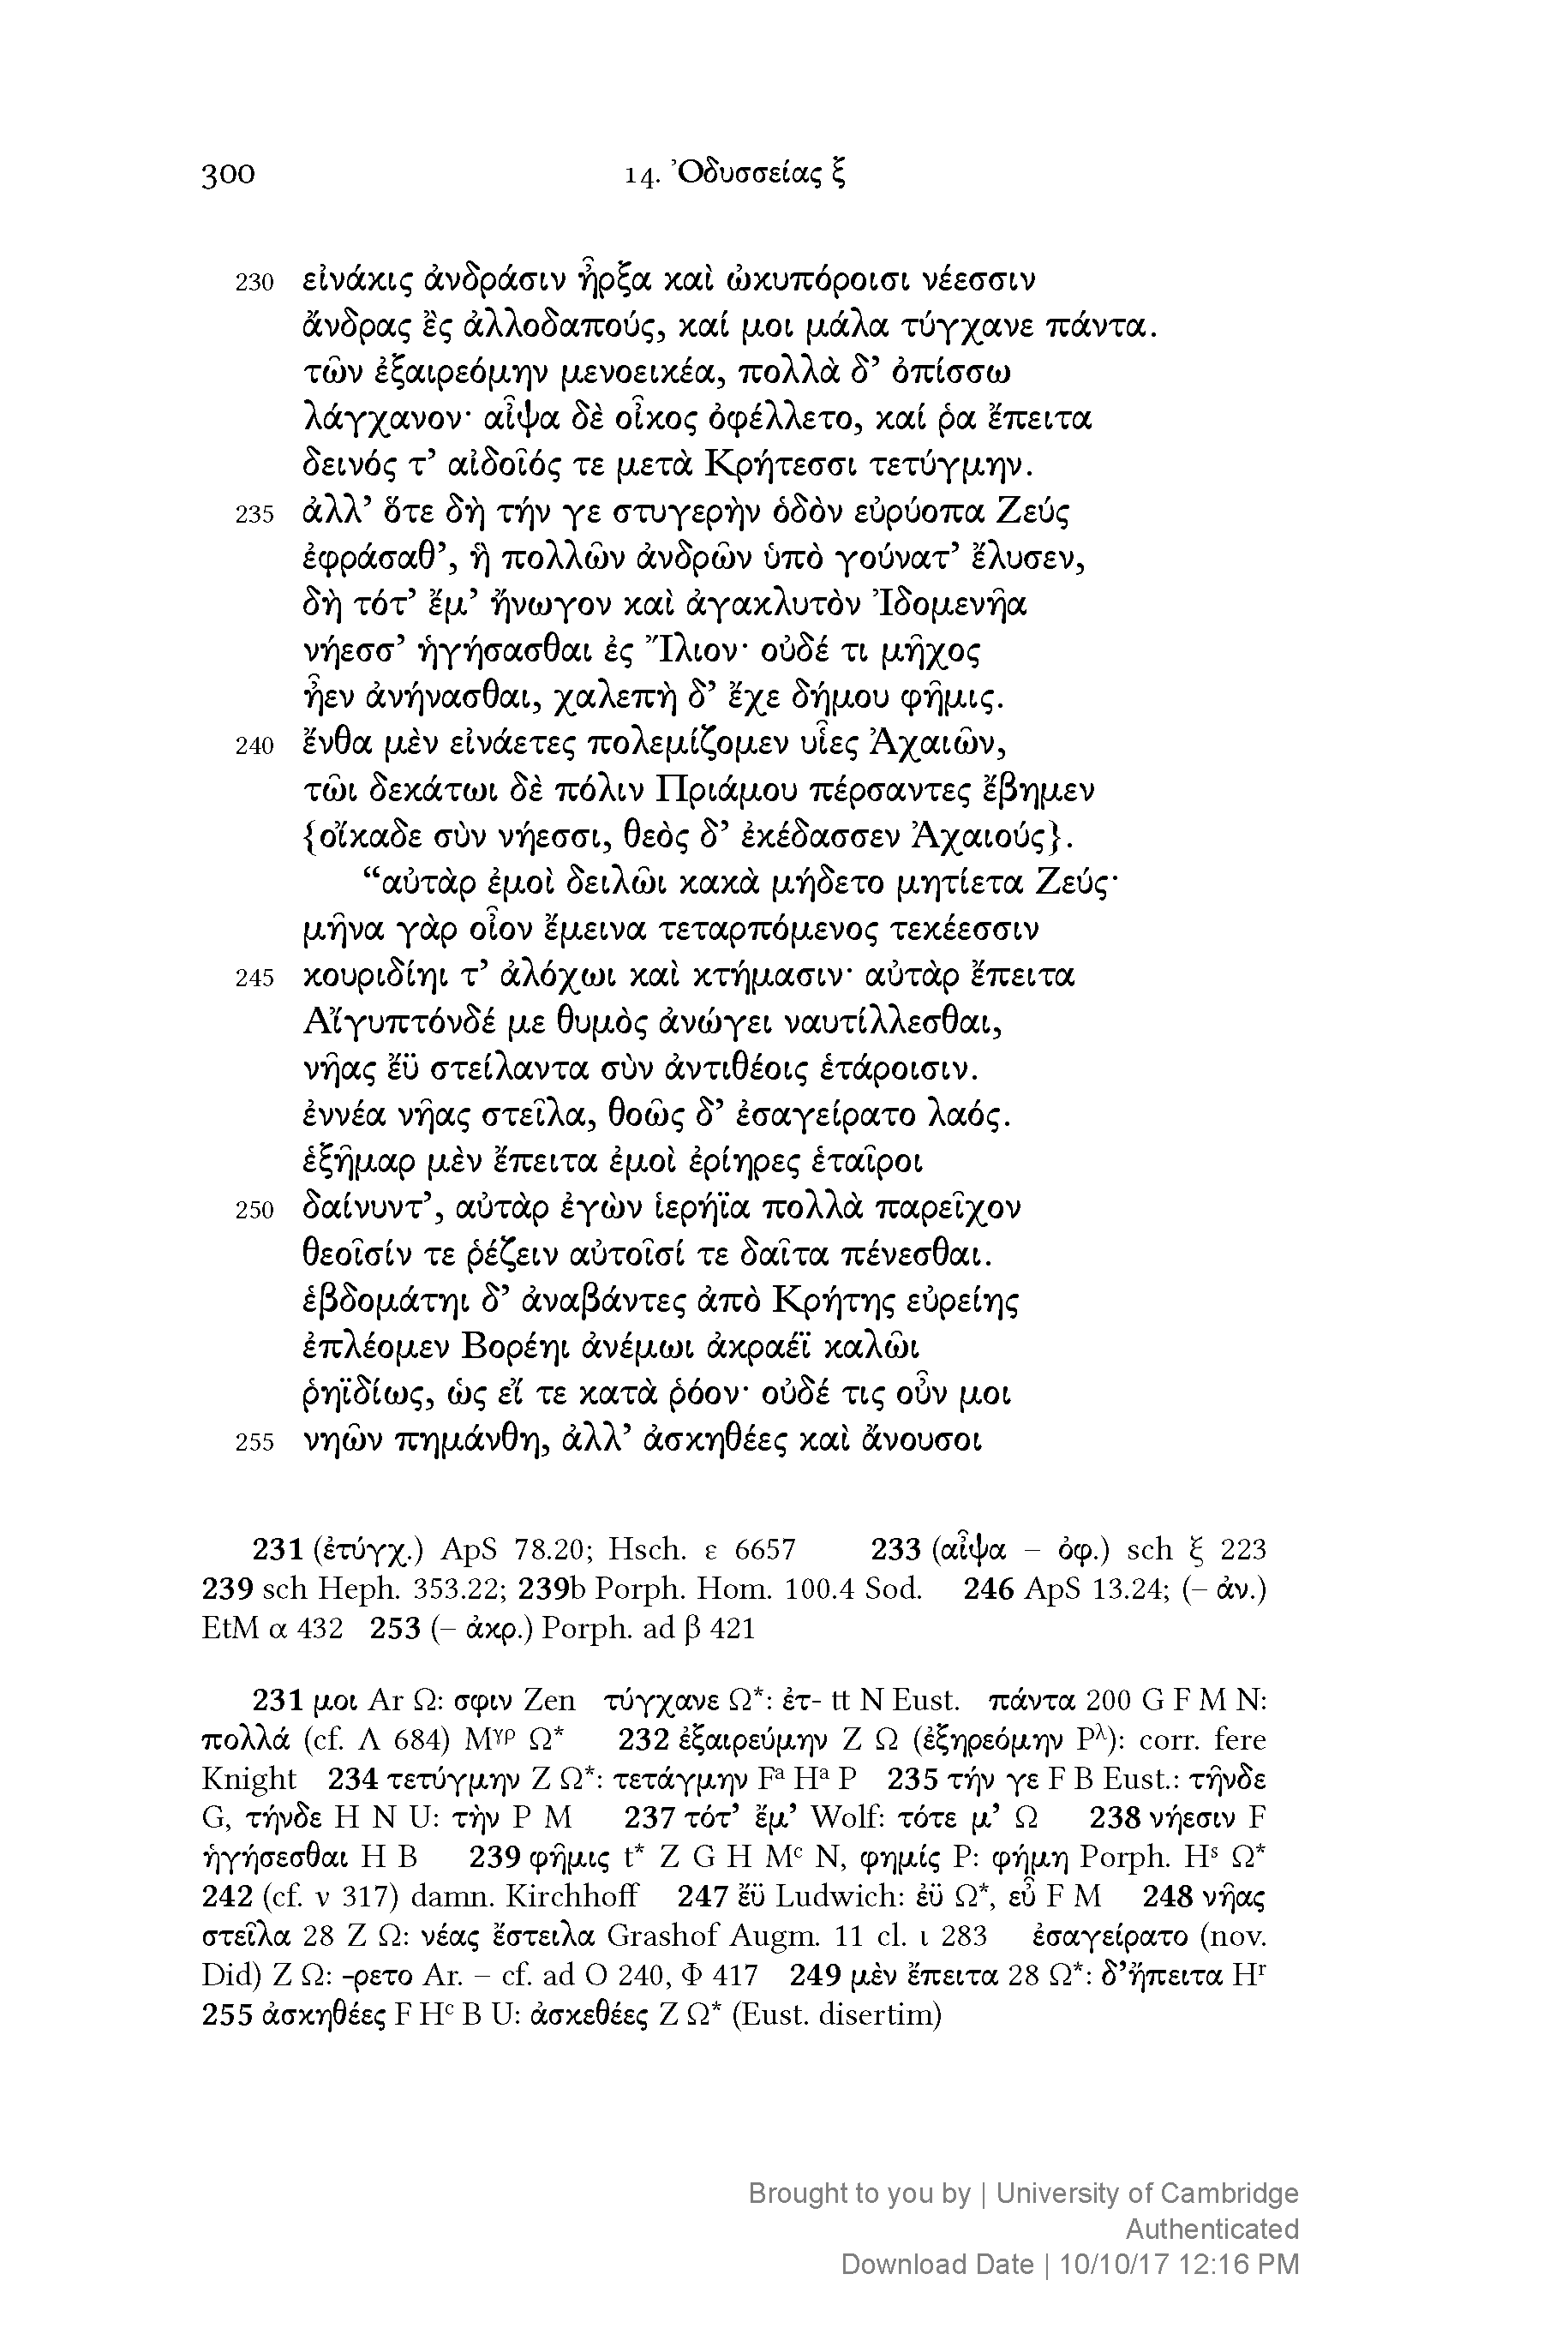 300 14. Ὀδυσσείας ξ
230 εἰνάκις ἀνδράσιν ἦρξα καὶ ὠκυπόροισι νέεσσιν
ἄνδρας ἒς ἀλλοδαπούς, καί μοι μάλα τύγχανε πάντα.
τῶν ἐξαιρεόμην μενοεικέα, πολλὰ δ’ ὀπίσσω
λάγχανον· αἶψα δὲ οἶκος ὀφέλλετο, καί ῥα ἔπειτα
δεινός τ’ αἰδοῖός τε μετὰ Κρήτεσσι τετύγμην.
235 ἀλλ’ ὅτε δὴ τήν γε στυγερὴν ὁδὸν εὐρύοπα Ζεύς
ἐφράσαθ’, ἣ πολλῶν ἀνδρῶν ὑπὸ γούνατ’ ἔλυσεν,
δὴ τότ’ ἔμ’ ἤνωγον καὶ ἀγακλυτὸν Ἰδομενῆα
νήεσσ’ ἡγήσασθαι ἐς Ἴλιον· οὐδέ τι μῆχος
ἦεν ἀνήνασθαι, χαλεπὴ δ’ ἔχε δήμου φῆμις.
240 ἔνθα μὲν εἰνάετες πολεμίζομεν υἷες Ἀχαιῶν,
τῶι δεκάτωι δὲ πόλιν Πριάμου πέρσαντες ἔβημεν
{οἴκαδε σὺν νήεσσι, θεὸς δ’ ἐκέδασσεν Ἀχαιούς}.
“αὐτὰρ ἐμοὶ δειλῶι κακὰ μήδετο μητίετα Ζεύς·
μῆνα γὰρ οἶον ἔμεινα τεταρπόμενος τεκέεσσιν
245 κουριδίηι τ’ ἀλόχωι καὶ κτήμασιν· αὐτὰρ ἔπειτα
Αἴγυπτόνδέ με θυμὸς ἀνώγει ναυτίλλεσθαι,
νῆας ἔϋ στείλαντα σὺν ἀντιθέοις ἑτάροισιν.
ἐννέα νῆας στεῖλα, θοῶς δ’ ἐσαγείρατο λαός.
ἑξῆμαρ μὲν ἔπειτα ἐμοὶ ἐρίηρες ἑταῖροι
250 δαίνυντ’, αὐτὰρ ἐγὼν ἱερήϊα πολλὰ παρεῖχον
θεοῖσίν τε ῥέζειν αὐτοῖσί τε δαῖτα πένεσθαι.
ἑβδομάτηι δ’ ἀναβάντες ἀπὸ Κρήτης εὐρείης
ἐπλέομεν Βορέηι ἀνέμωι ἀκραέϊ καλῶι
ῥηϊδίως, ὡς εἴ τε κατὰ ῥόον· οὐδέ τις οὖν μοι
255 νηῶν πημάνθη, ἀλλ’ ἀσκηθέες καὶ ἄνουσοι
231 (ἐτύγχ.) ApS 78.20; Hsch. ε 6657 233 (αἶψα – ὀφ.) sch ξ 223
239 sch Heph. 353.22; 239b Porph. Hom. 100.4 Sod. 246 ApS 13.24; (– ἀν.)
EtM α 432 253 (– ἀκρ.) Porph. ad β 421
231 μοι Ar Ω: σφιν Zen τύγχανε Ω*: ἐτ- tt N Eust. πάντα 200 G F M N:
πολλά (cf. Λ 684) Mᵞᵖ Ω* 232 ἐξαιρεύμην Z Ω (ἐξηρεόμην Pλ): corr. fere
Knight 234 τετύγμην Z Ω*: τετάγμην Fᵃ Hᵃ P 235 τήν γε F B Eust.: τῆνδε
G, τήνδε H N U: τὴν P M 237 τότ’ ἔμ’ Wolf: τότε μ’ Ω 238 νήεσιν F
ἡγήσεσθαι H B 239 φῆμις t* Z G H Mᶜ N, φημίς P: φήμη Porph. Hˢ Ω*
242 (cf. ν 317) damn. Kirchhoff 247 ἔϋ Ludwich: ἐϋ Ω*, εὖ F M 248 νῆας
στεῖλα 28 Z Ω: νέας ἔστειλα Grashof Augm. 11 cl. ι 283 ἐσαγείρατο (nov.
Did) Z Ω: -ρετο Ar. – cf. ad O 240, Φ 417 249 μὲν ἔπειτα 28 Ω*: δ’ἤπειτα Hʳ
255 ἀσκηθέες F Hᶜ B U: ἀσκεθέες Z Ω* (Eust. disertim)
Brought to you by | University of Cambridge
Authenticated
Download Date | 10/10/17 12:16 PM